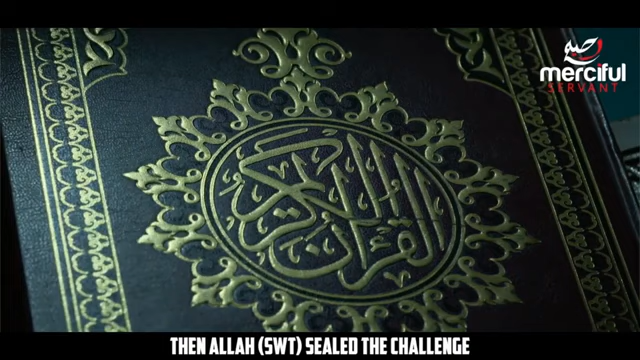 merciful
SERVANT
القرآن الكريم
THEN ALLAH (SWT) SEALED THE CHALLENGE